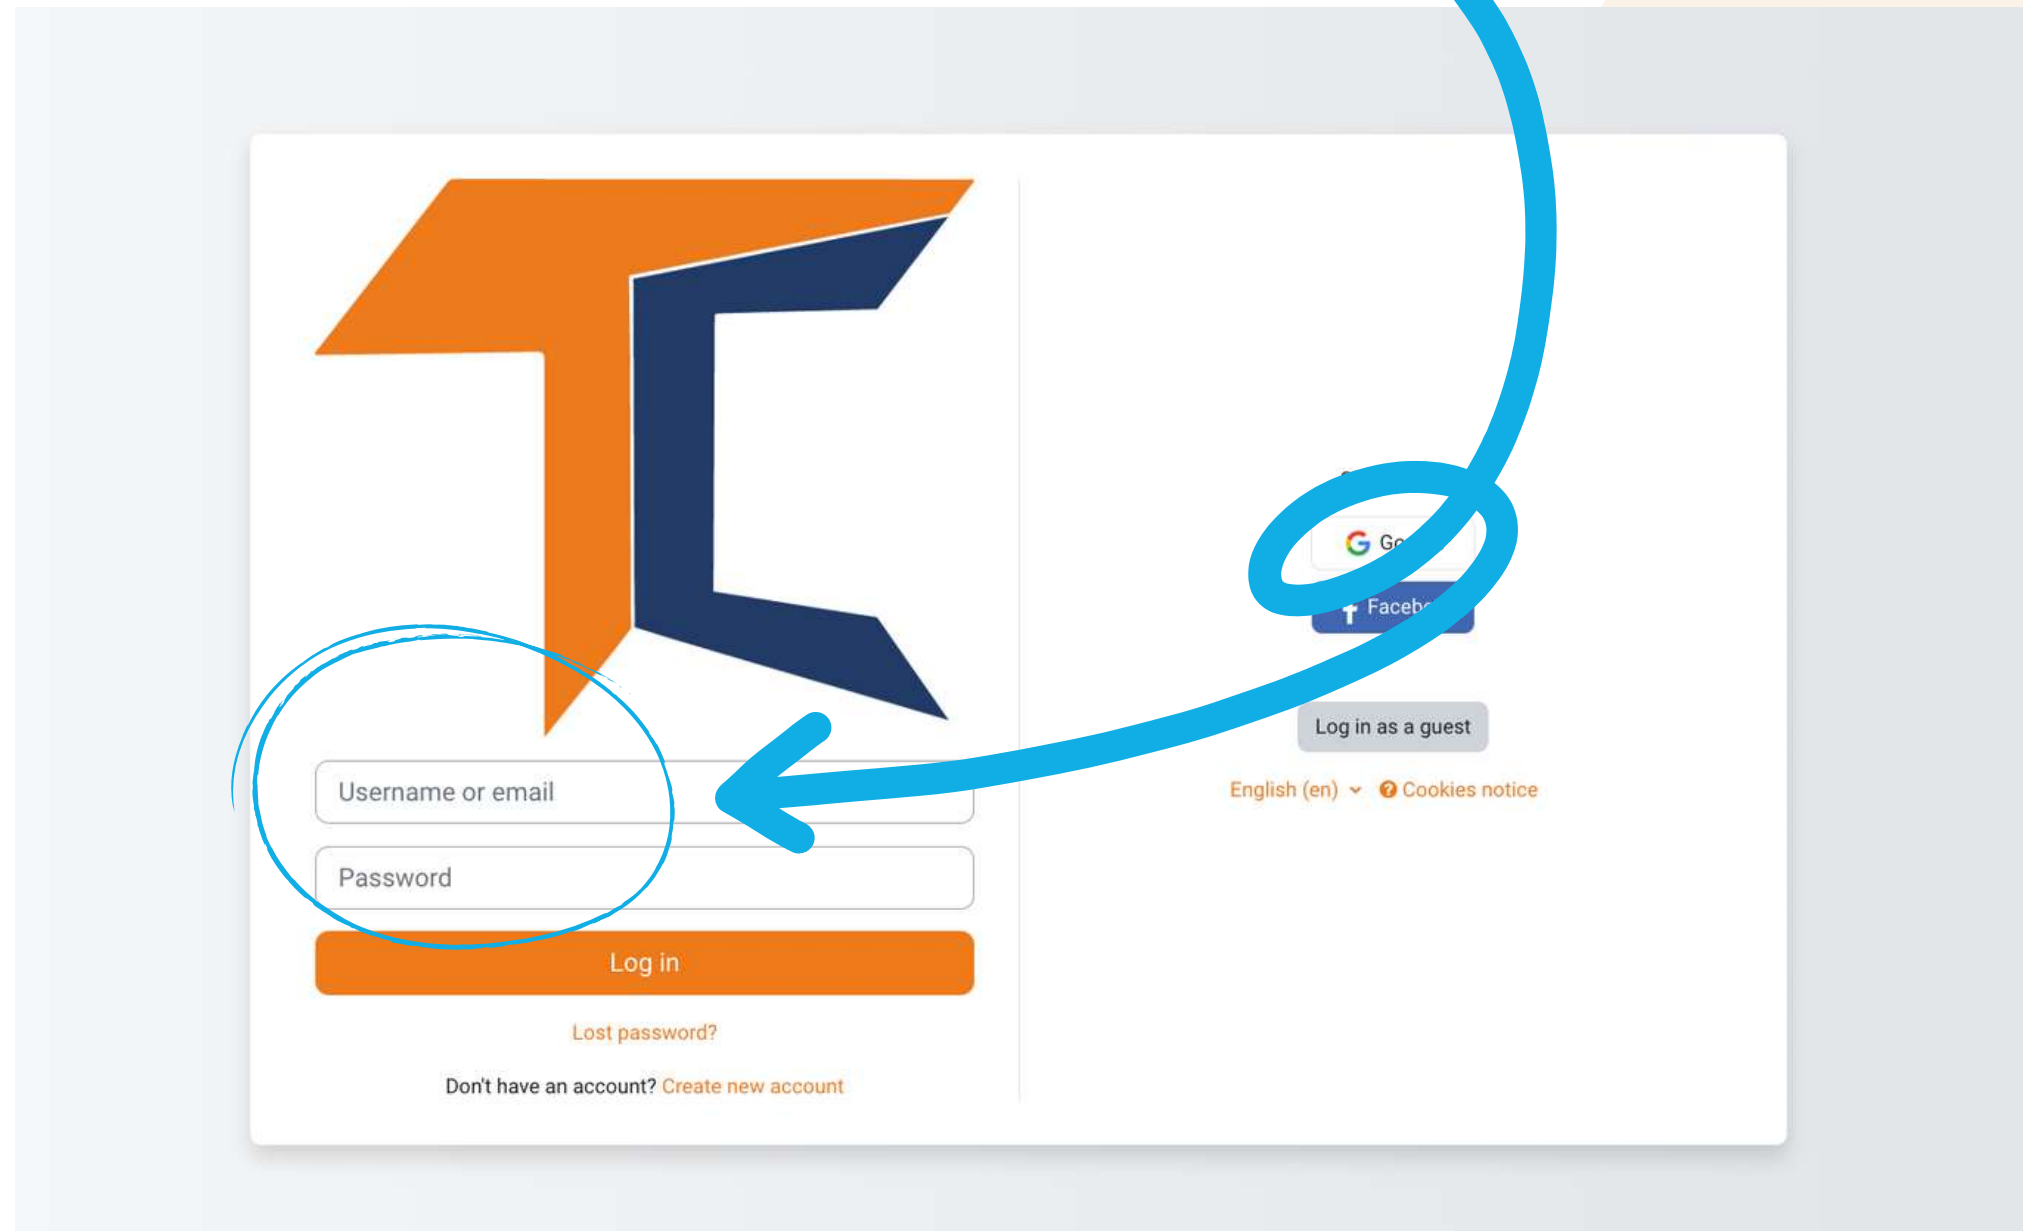 TC
Username or email
Password
Log in
Lost password?
Don't have an account? Create new account
Log in as a guest
English (en) Cookies notice